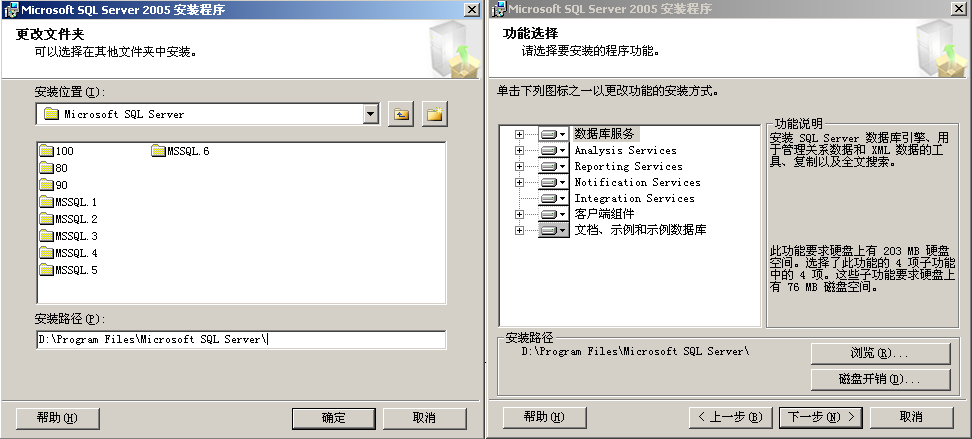 Microsoft SQL Server 2005 安装程序
更改文件夹
可以选择在其他文件夹中安装。
安装位置(I):
Microsoft SQL Server
100
MSSQL.6
80
90
MSSQL.1
MSSQL.2
MSSQL.3
MSSQL.4
MSSQL.5
安装路径(P):
D:\Program Files\Microsoft SQL Server\
帮助(H)
确定
取消
Microsoft SQL Server 2005 安装程序
功能选择
请选择要安装的程序功能。
单击下列图标之一以更改功能的安装方式。
数据库服务
Analysis Services
Reporting Services
Notification Services
Integration Services
客户端组件
文档、示例和示例数据库
功能说明
安装 SQL Server 数据库引擎、用
于管理关系数据和 XML 数据的工
具、复制以及全文搜索。
此功能要求硬盘上有 203 MB 硬盘
空间。选择了此功能的 4 项子功能
中的 4 项。这些子功能要求硬盘上
有 76 MB 磁盘空间。
安装路径
D:\Program Files\Microsoft SQL Server\
浏览(R)...
磁盘开销(D)...
帮助(H)
< 上一步(B)
下一步(N) >
取消